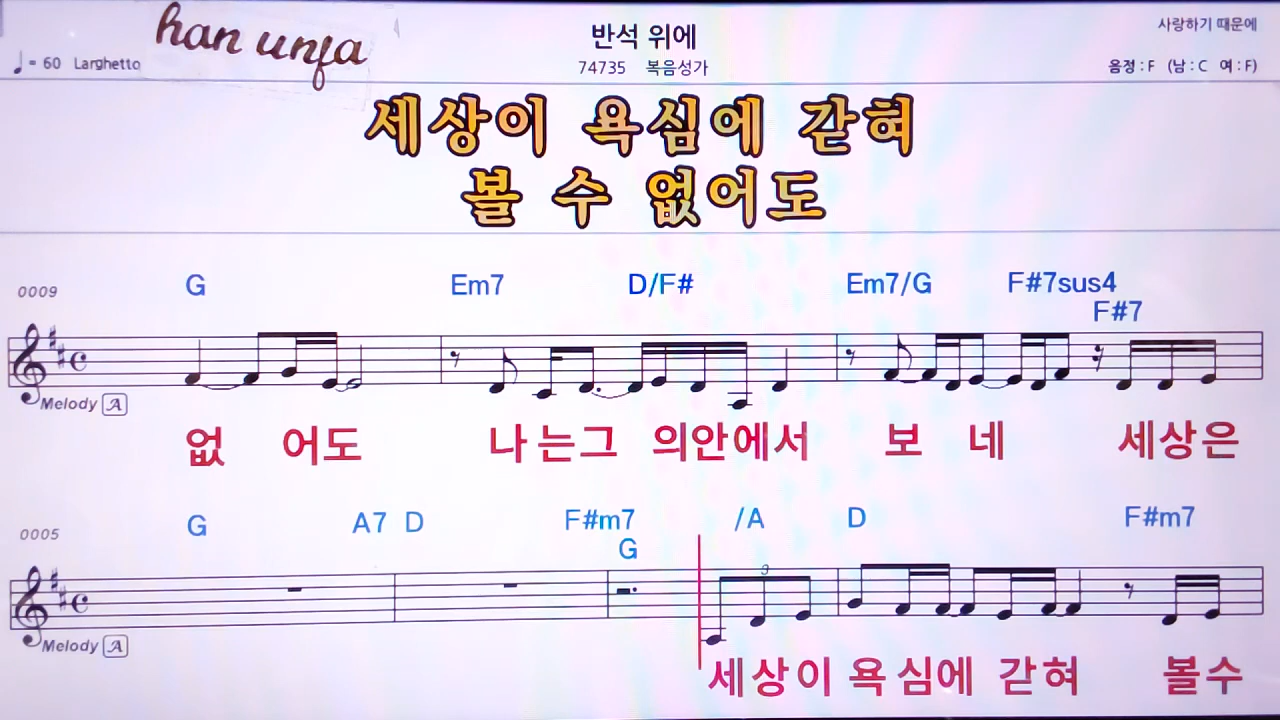 han unfa
반석 위에
사랑하기 때문에
♩= 60 Larghetto
74735 복음성가
음정 : F (남 : C 여 : F)
세상이 욕심에 갇혀
볼 수 없어도
0009
G Em7 D/F# Em7/G F#7sus4
F#7
Melody A
없 어도 나 는그 의안에서 보 네 세상은
0005
G A7 D F#m7 /A D F#m7
G
3
Melody A
세상이 욕심에 갇혀 볼수